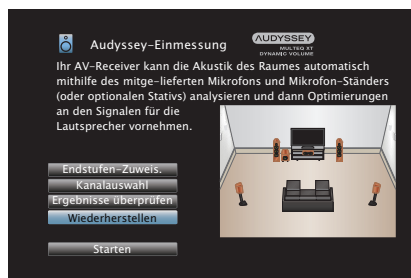 Audyssey-Einmessung
AUDYSSEY
MULTEQ XT
DYNAMIC VOLUME
Ihr AV-Receiver kann die Akustik des Raumes automatisch
mithilfe des mitge-lieferten Mikrofons und Mikrofon-Ständers
(oder optionalen Stativs) analysieren und dann Optimierungen
an den Signalen für die
Lautsprecher vornehmen.
Endstufen-Zuweis.
Kanalauswahl
Ergebnisse überprüfen
Wiederherstellen
Starten